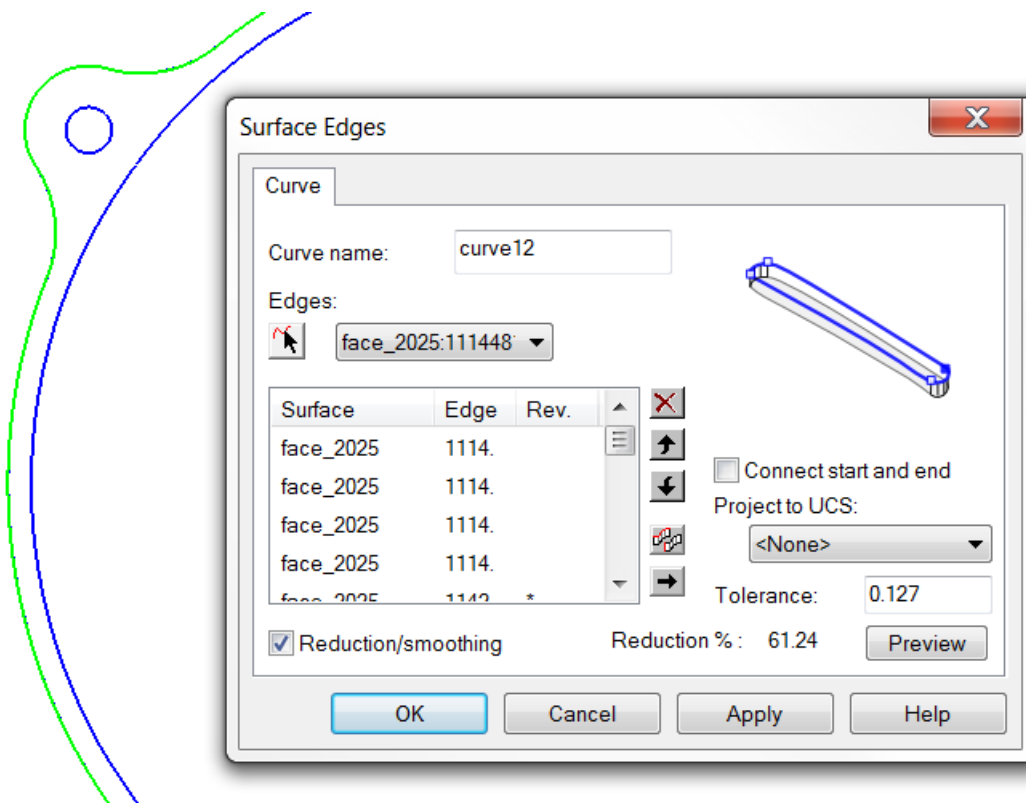 Surface Edges
Curve
Curve name: curve12
Edges:
face_2025:111448
Surface Edge Rev.
face_2025 1114.
face_2025 1114.
face_2025 1114.
face_2025 1114.
face_2025 1142 *
Connect start and end
Project to UCS:
<None>
Tolerance: 0.127
Reduction/smoothing
Reduction % : 61.24
Preview
OK Cancel Apply Help